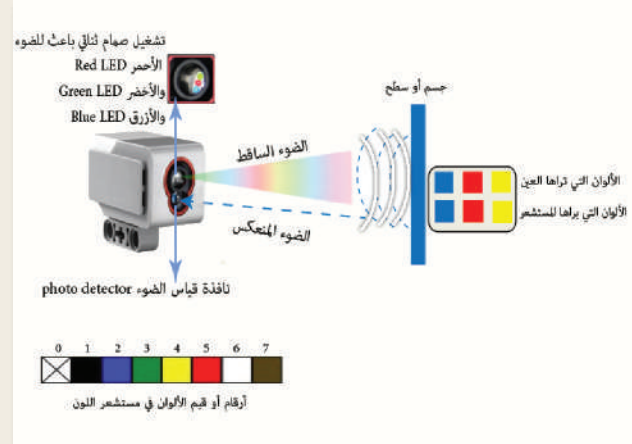 تشغيل صمام ثنائي باعث للضوء
الأحمر Red LED
والأخضر Green LED
والأزرق Blue LED
جسم أو سطح
الضوء الساقط
الضوء المنعكس
الألوان التي تراها العين
الألوان التي يراها المستشعر
نافذة قياس الضوء photo detector
0 1 2 3 4 5 6 7
أرقام أو قيم الألوان في مستشعر اللون